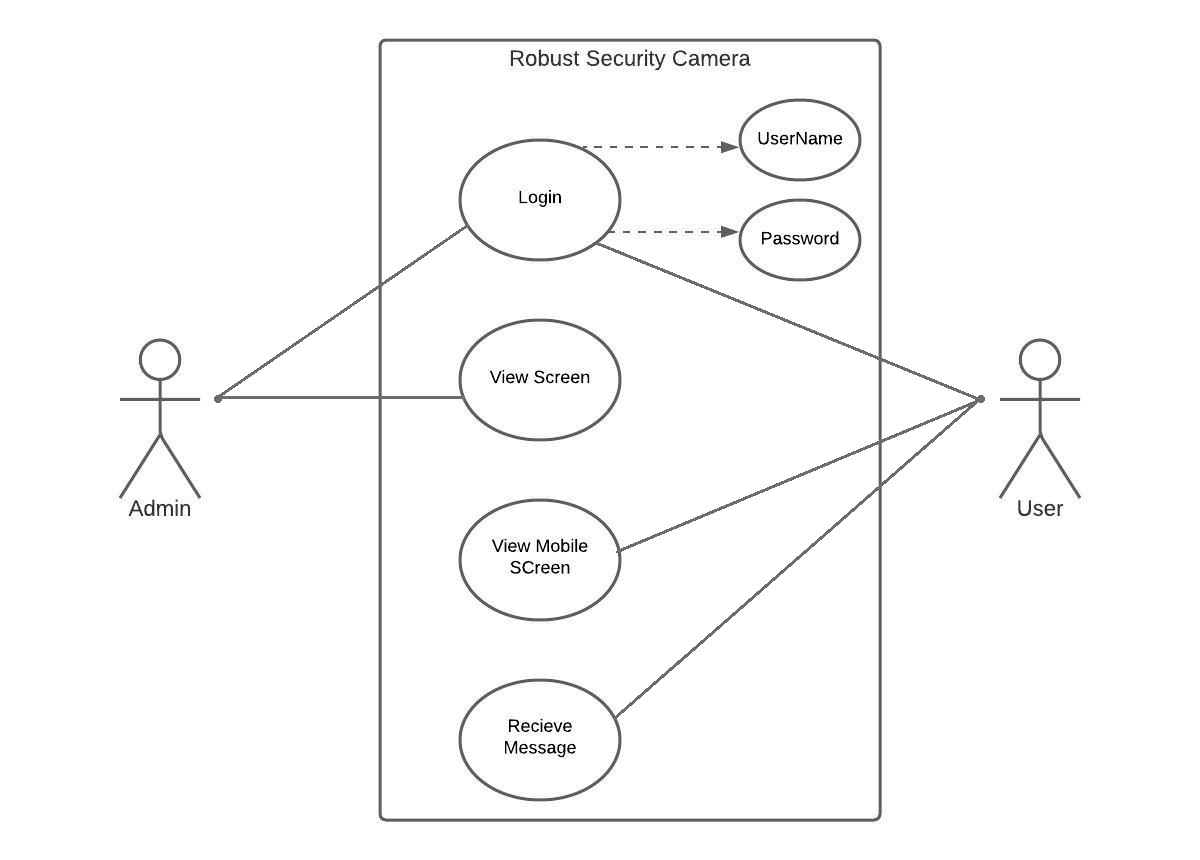 Robust Security Camera
UserName
Login
Password
View Screen
Admin
User
View Mobile
SCreen
Recieve
Message